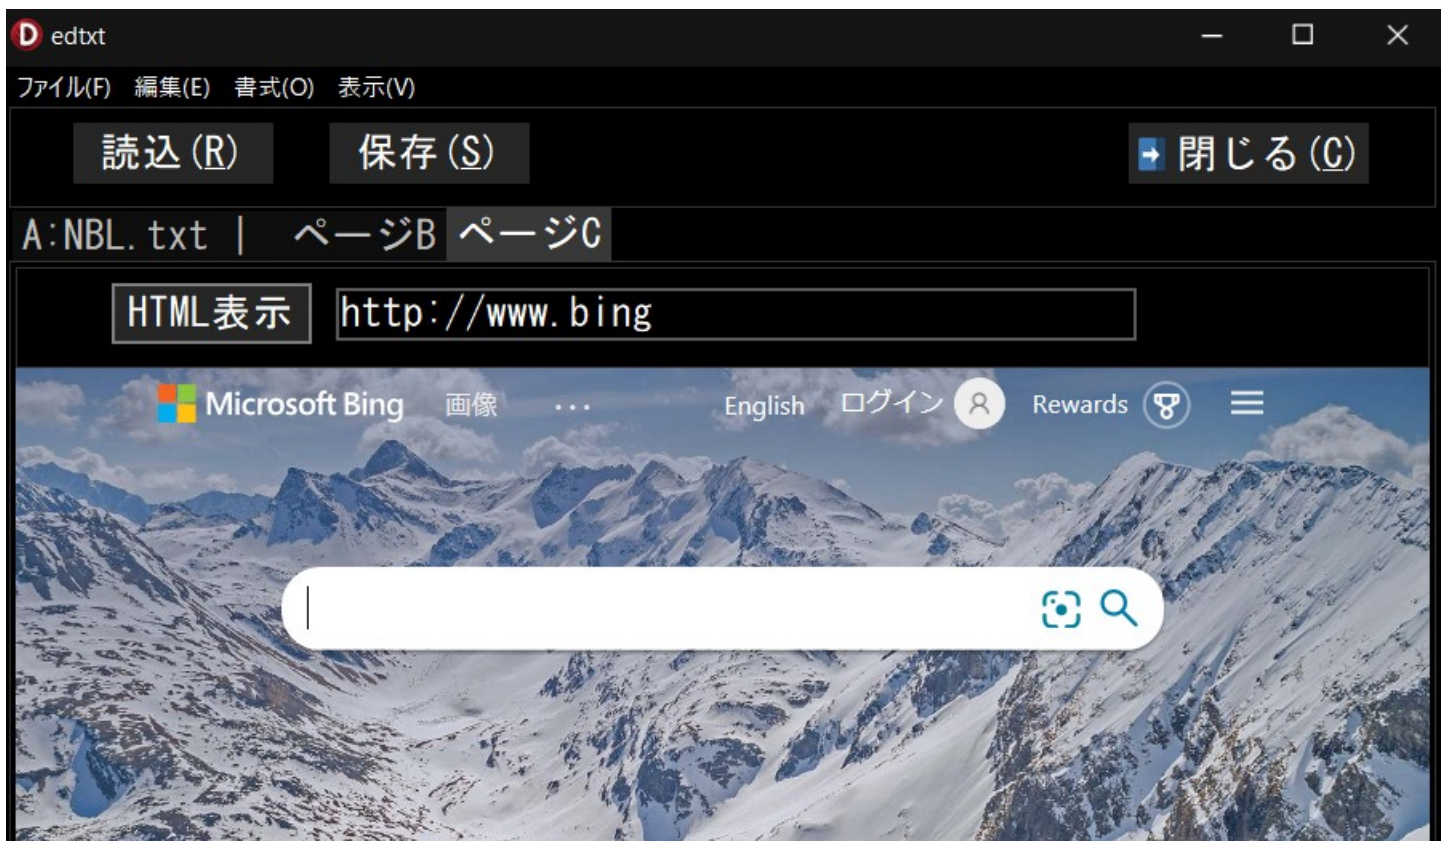 edtxt
ファイル(F) 編集(E) 書式(O) 表示(V)
読込(R) 保存(S) 閉じる(C)
A:NBL.txt | ページB ページC
HTML表示 http://www.bing
Microsoft Bing 画像 ... English ログイン Rewards